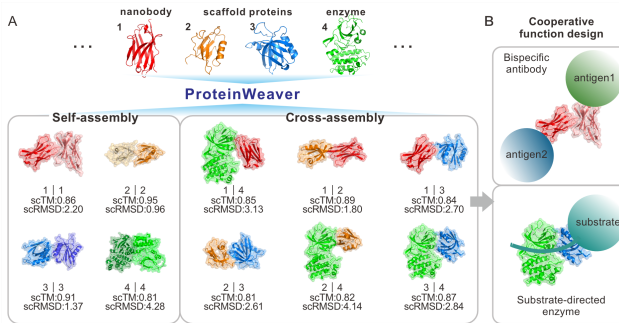 A
nanobody
scaffold proteins
enzyme
1
2
3
4
...
...
ProteinWeaver
Self-assembly
Cross-assembly
1 | 1
scTM:0.86
scRMSD:2.20
2 | 2
scTM:0.95
scRMSD:0.96
1 | 4
scTM:0.85
scRMSD:3.13
1 | 2
scTM:0.89
scRMSD:1.80
1 | 3
scTM:0.84
scRMSD:2.70
3 | 3
scTM:0.91
scRMSD:1.37
4 | 4
scTM:0.81
scRMSD:4.28
2 | 3
scTM:0.81
scRMSD:2.61
2 | 4
scTM:0.82
scRMSD:4.14
3 | 4
scTM:0.87
scRMSD:2.84
B
Cooperative
function design
Bispecific
antibody
antigen1
antigen2
substrate
Substrate-directed
enzyme